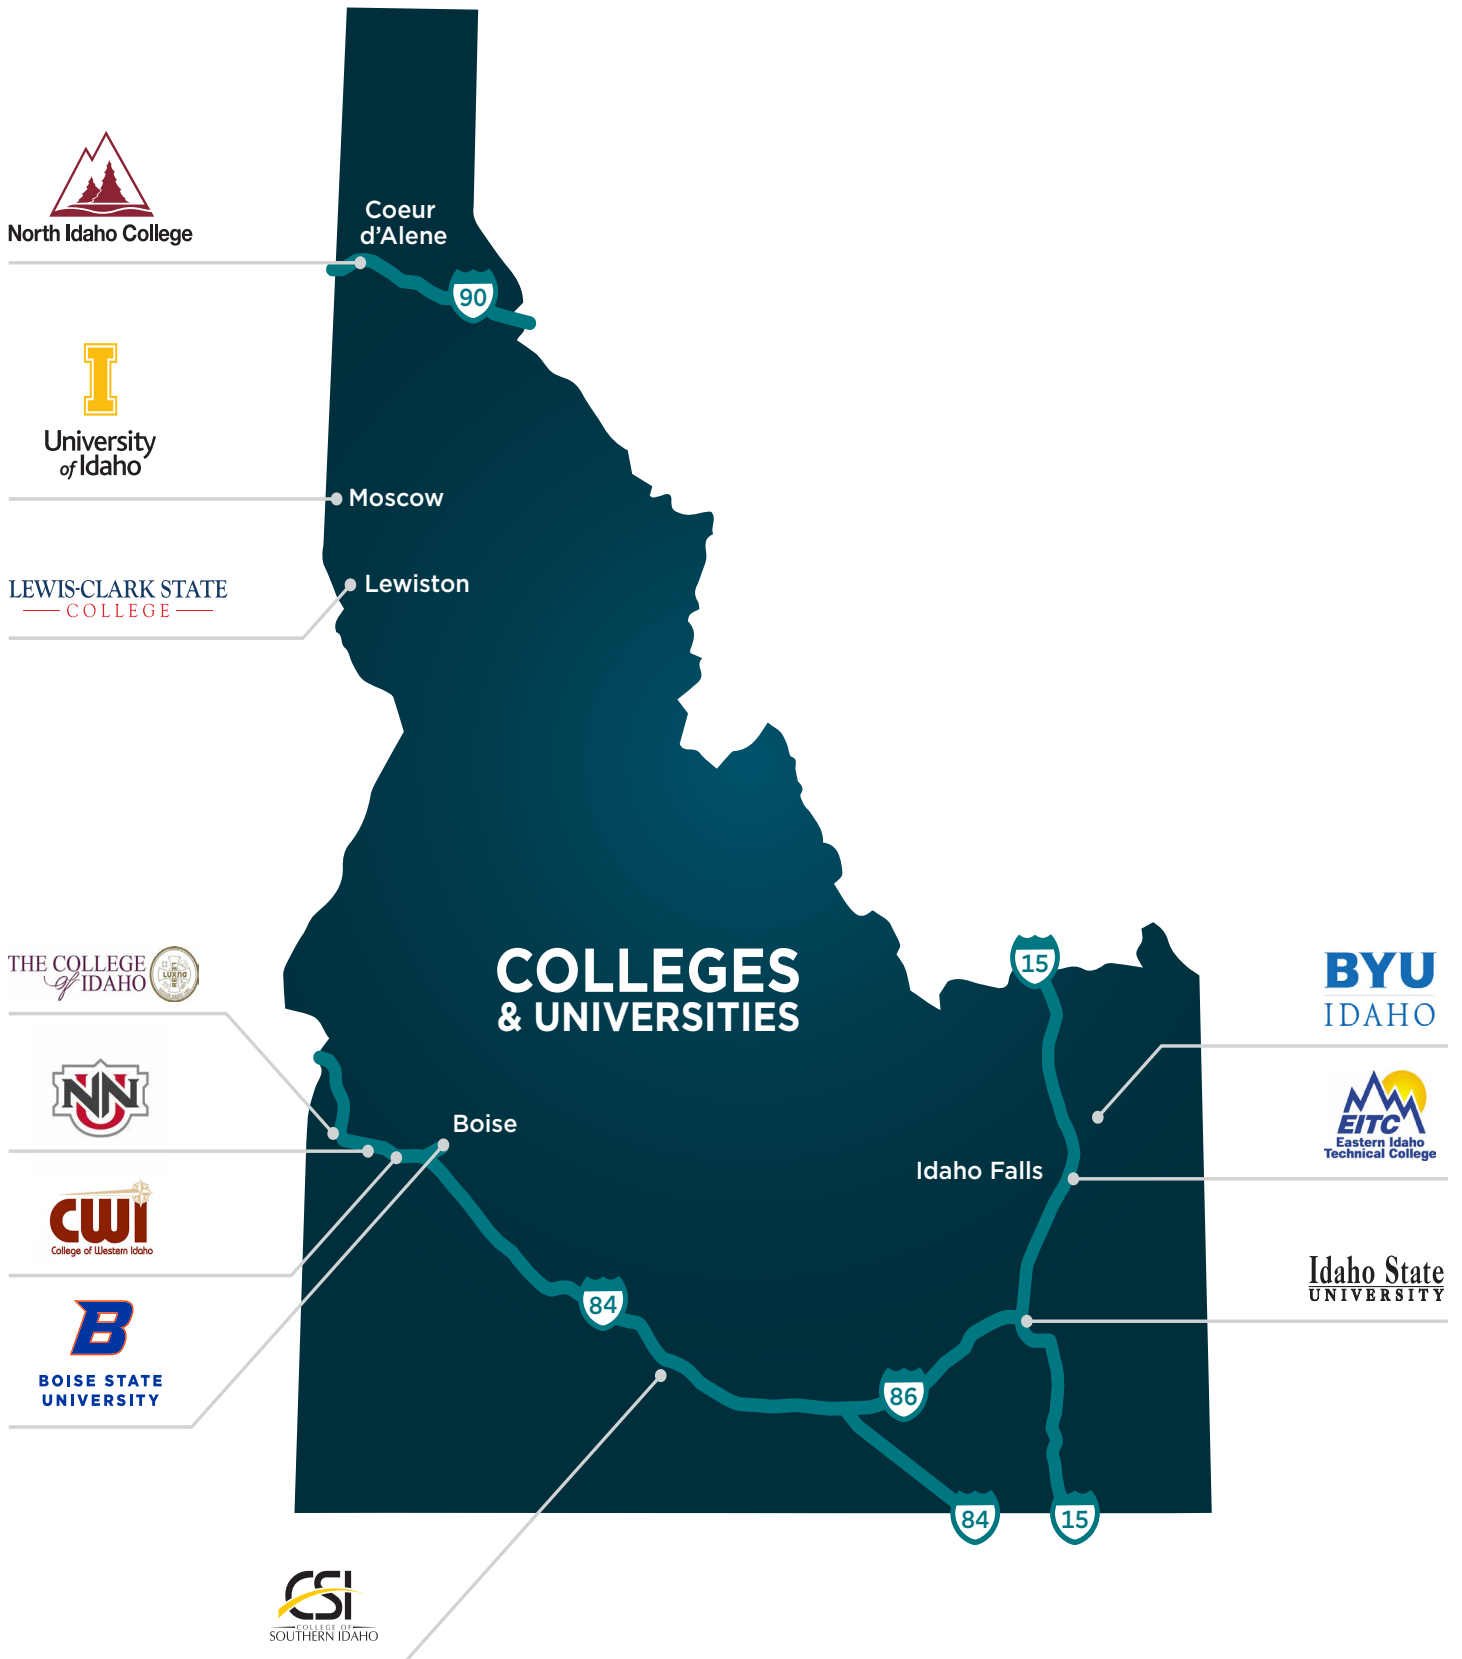 North Idaho College
Coeur
d'Alene
90
I
University
of Idaho
Moscow
LEWIS-CLARK STATE
COLLEGE
Lewiston
THE COLLEGE
of IDAHO
COLLEGES
& UNIVERSITIES
15
BYU
IDAHO
NNU
EITC
Eastern Idaho
Technical College
Boise
Idaho Falls
CWI
College of Western Idaho
Idaho State
UNIVERSITY
84
B
BOISE STATE
UNIVERSITY
86
84
15
CSI
COLLEGE OF
SOUTHERN IDAHO